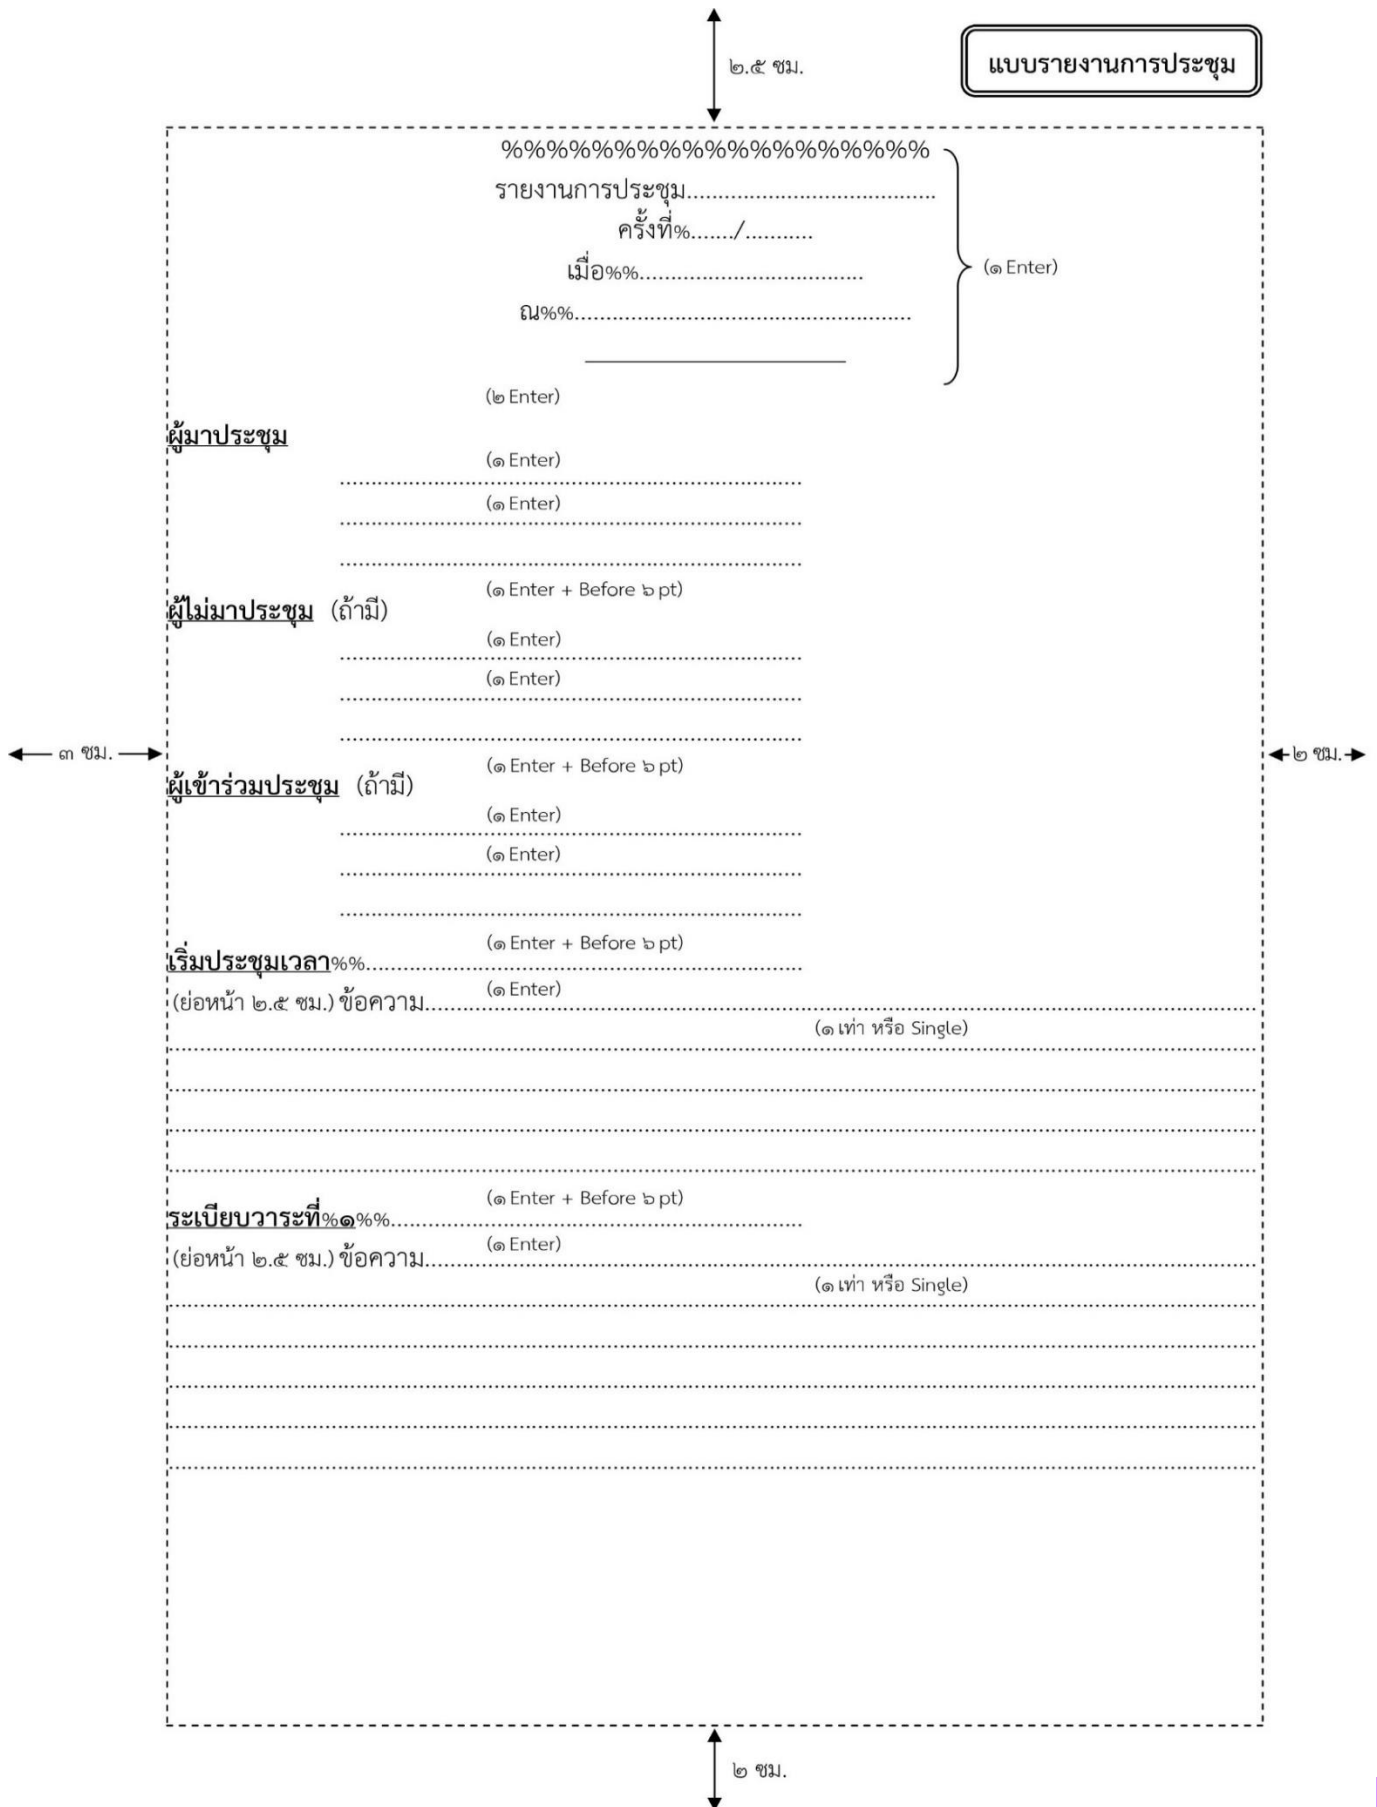 ๒.๕ ซม.
แบบรายงานการประชุม
%%%%%%%%%%%%%%%%%%%
รายงานการประชุม........................................
ครั้งที่%......./...........
เมื่อ%%....................................
ณ%%......................................................
(๑ Enter)
(๒ Enter)
ผู้มาประชุม
(๑ Enter)
..........................................................................
(๑ Enter)
..........................................................................
..........................................................................
(๑ Enter + Before ๖ pt)
ผู้ไม่มาประชุม (ถ้ามี)
(๑ Enter)
..........................................................................
(๑ Enter)
..........................................................................
..........................................................................
๓ ซม.
๒ ซม.
(๑ Enter + Before ๖ pt)
ผู้เข้าร่วมประชุม (ถ้ามี)
(๑ Enter)
..........................................................................
(๑ Enter)
..........................................................................
..........................................................................
(๑ Enter + Before ๖ pt)
เริ่มประชุมเวลา%%......................................................................
(๑ Enter)
(ย่อหน้า ๒.๕ ซม.) ข้อความ....................................................................................................................................
(๑ เท่า หรือ Single)
..............................................................................................................................................................................
..............................................................................................................................................................................
..............................................................................................................................................................................
..............................................................................................................................................................................
(๑ Enter + Before ๖ pt)
ระเบียบวาระที่%๑%%..................................................................
(๑ Enter)
(ย่อหน้า ๒.๕ ซม.) ข้อความ....................................................................................................................................
(๑ เท่า หรือ Single)
..............................................................................................................................................................................
..............................................................................................................................................................................
..............................................................................................................................................................................
..............................................................................................................................................................................
..............................................................................................................................................................................
๒ ซม.